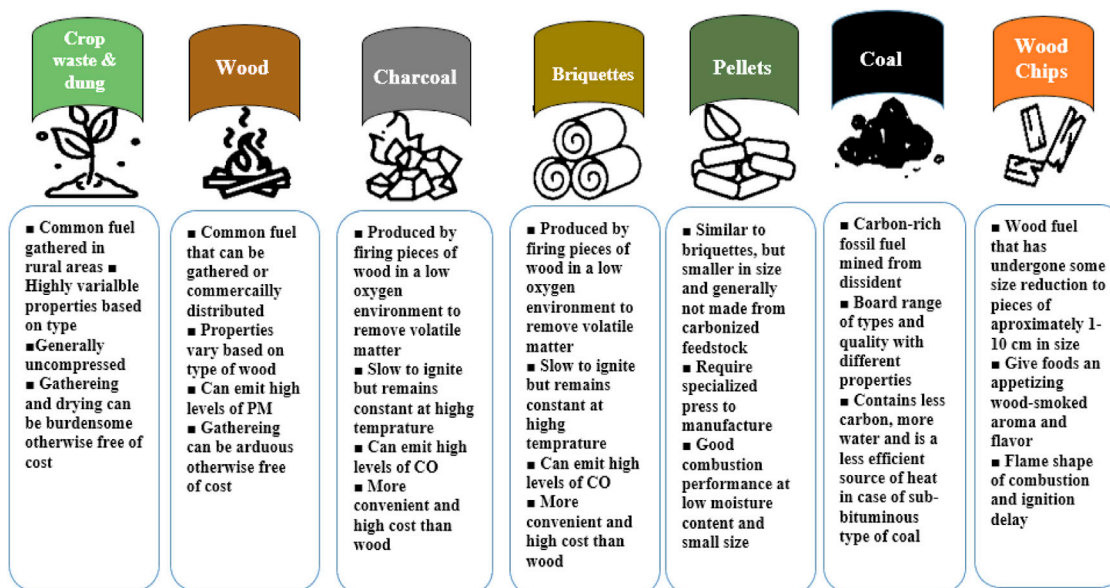 Crop
waste &
dung
■ Common fuel
gathered in
rural areas ■
Highly varialble
properties based
on type
■Generally
uncompressed
■ Gathereing
and drying can
be burdensome
otherwise free of
cost
Wood
■ Common fuel
that can be
gathered or
commercailly
distributed
■ Properties
vary based on
type of wood
■ Can emit high
levels of PM
■ Gathereing
can be arduous
otherwise free
of cost
Charcoal
■ Produced by
firing pieces of
wood in a low
oxygen
environment to
remove volatile
matter
■ Slow to ignite
but remains
constant at
highg
temprature
■ Can emit high
levels of CO
■ More
convenient and
high cost than
wood
Briquettes
■ Produced by
firing pieces of
wood in a low
oxygen
environment to
remove volatile
matter
■ Slow to ignite
but remains
constant at
highg
temprature
■ Can emit high
levels of CO
■ More
convenient and
high cost than
wood
Pellets
■ Similar to
briquettes, but
smaller in size
and generally
not made from
carbonized
feedstock
■ Require
specialized
press to
manufacture
■ Good
combustion
performance at
low moisture
content and
small size
Coal
■ Carbon-rich
fossil fuel
mined from
dissident
■ Board range
of types and
quality with
different
properties
■ Contains less
carbon, more
water and is a
less efficient
source of heat
in case of sub-
bituminous
type of coal
Wood
Chips
■ Wood fuel
that has
undergone some
size reduction to
pieces of
aproximately 1-
10 cm in size
■ Give foods an
appetizing
wood-smoked
aroma and
flavor
■ Flame shape
of combustion
and ignition
delay